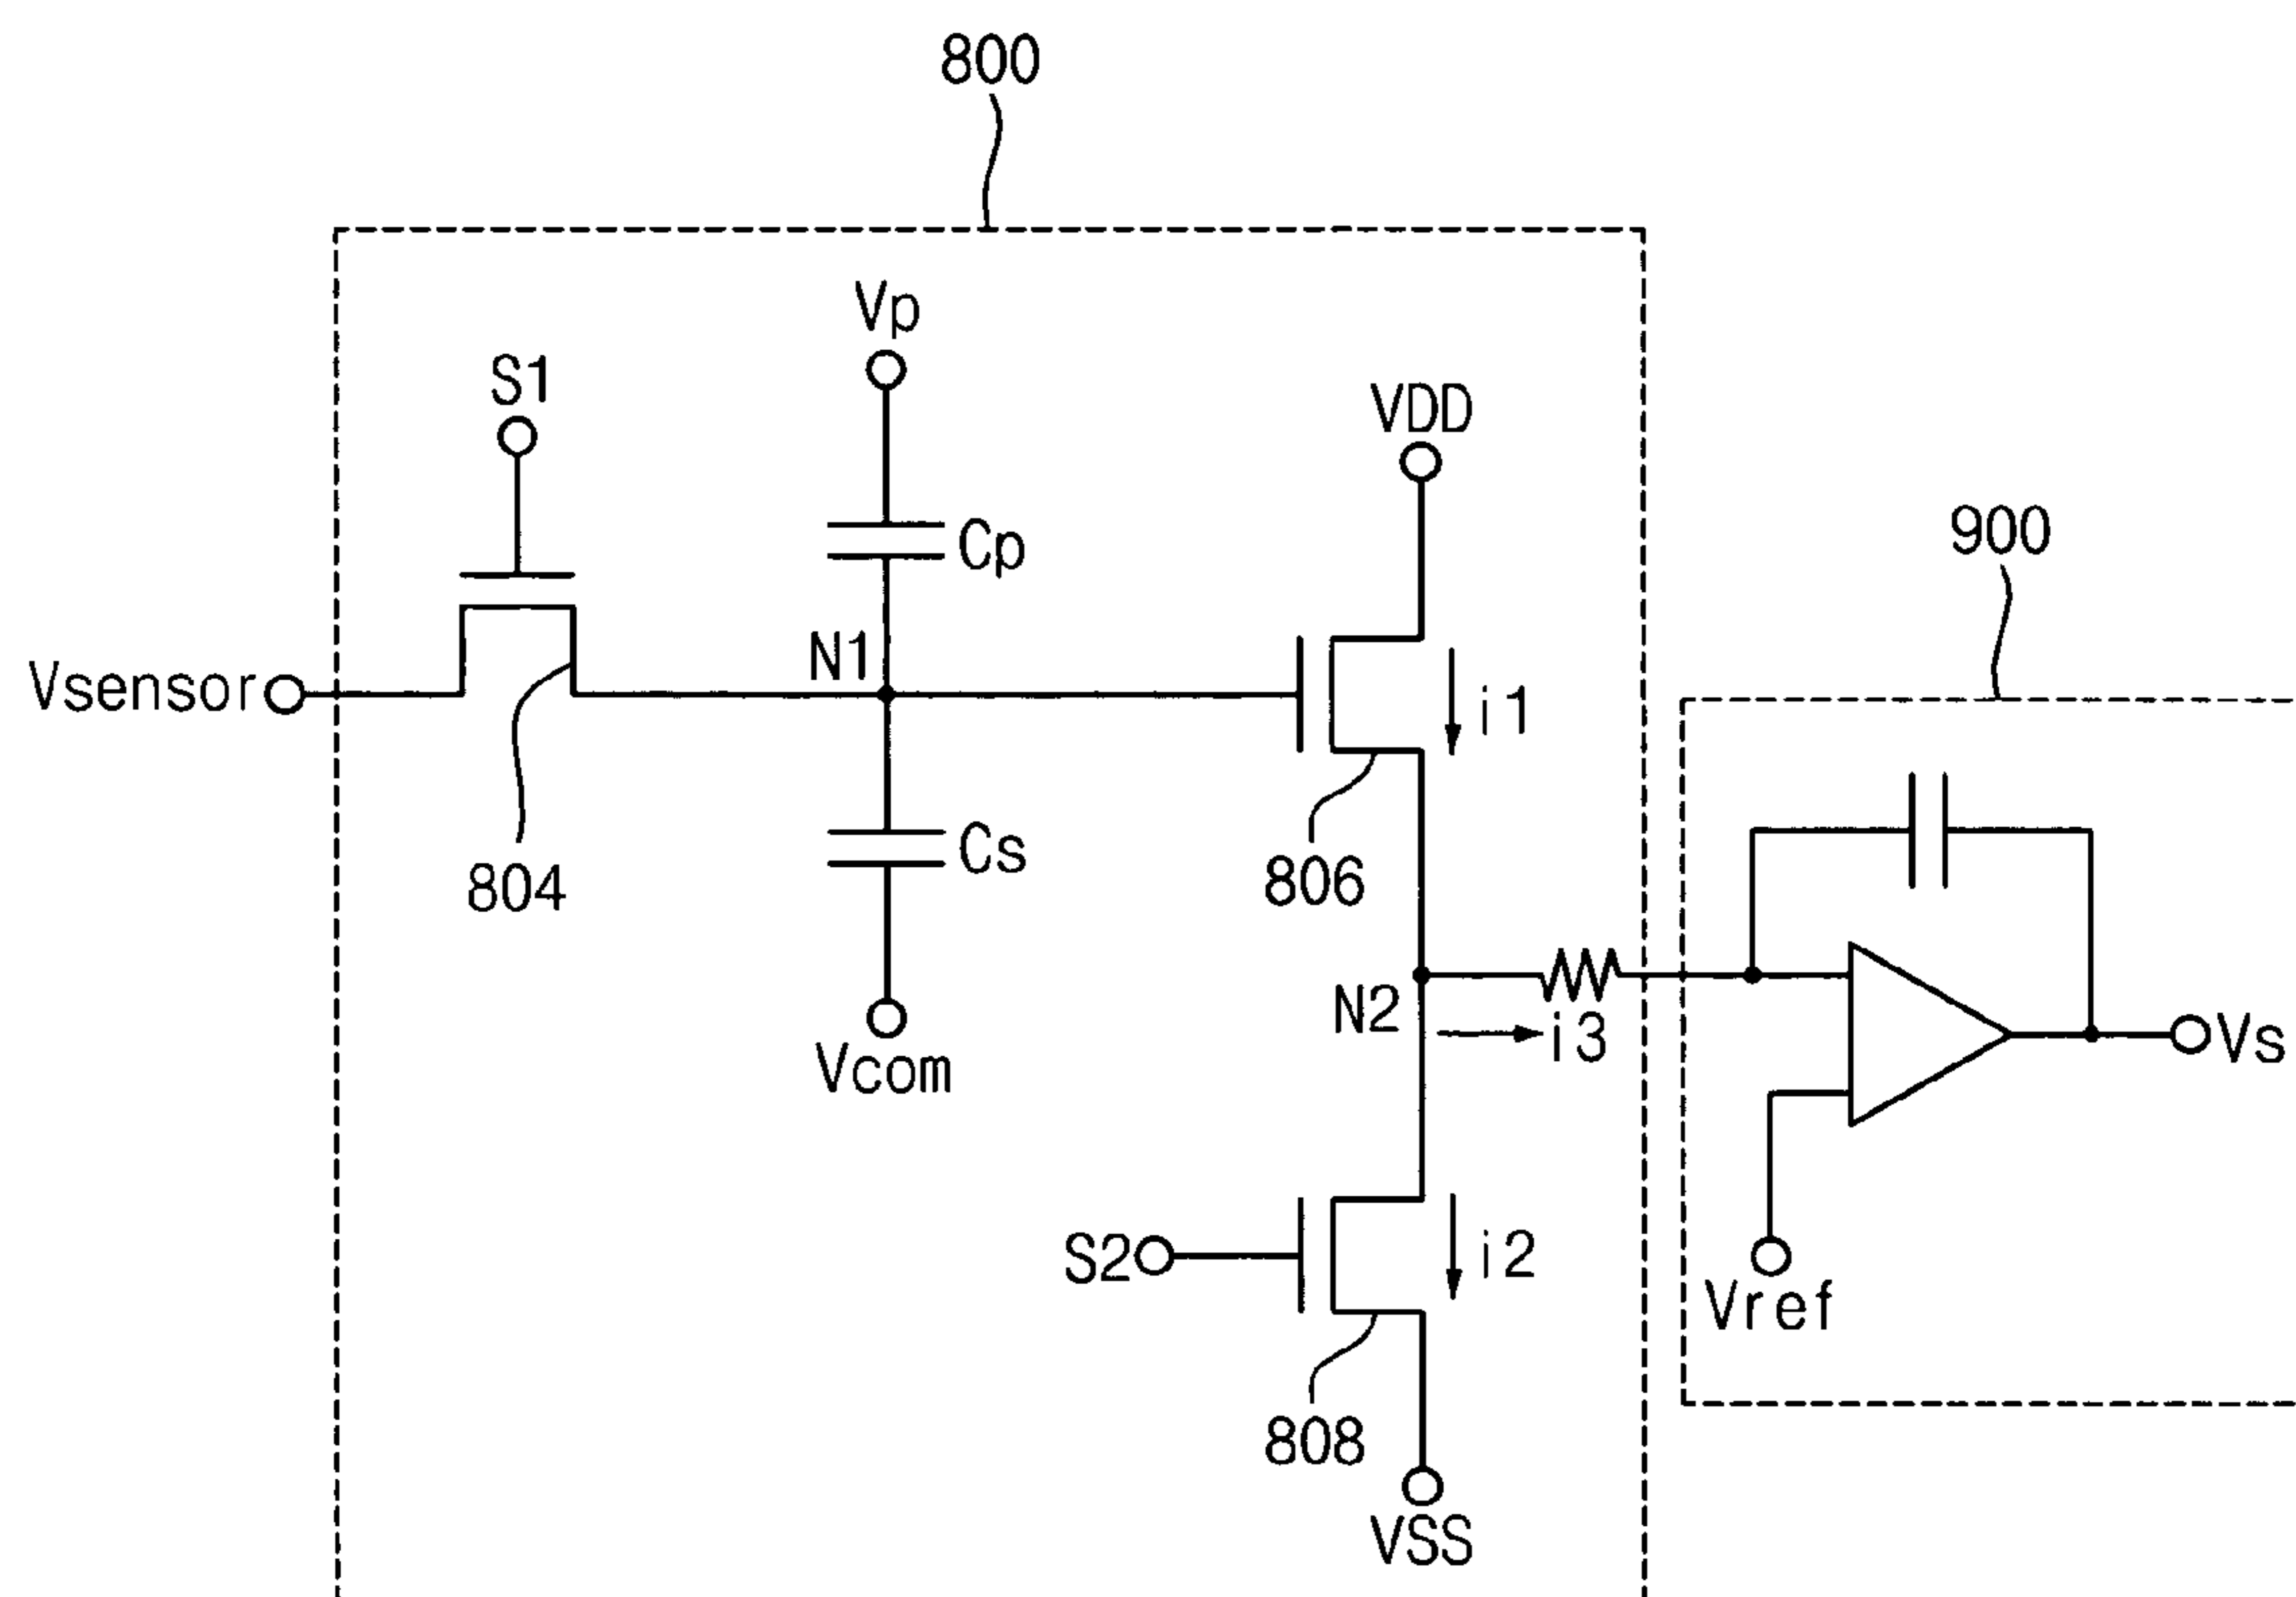 800
Vp
S1
VDD
900
Cp
N1
Vsensor
i1
Cs
806
804
N2
i3
Vs
Vcom
S2
i2
Vref
808
VSS